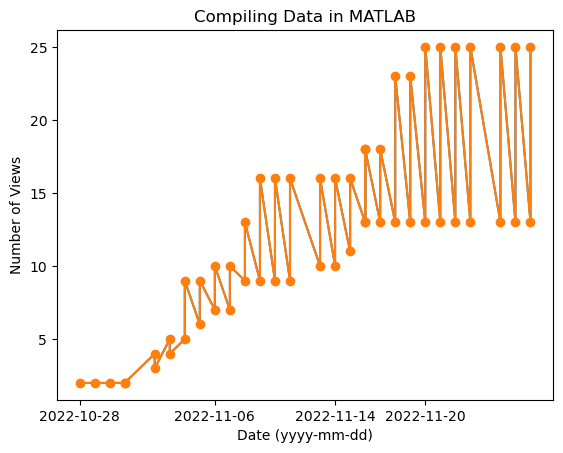 Compiling Data in MATLAB
25
20
15
10
5
Number of Views
2022-10-28 2022-11-06 2022-11-14 2022-11-20
Date (yyyy-mm-dd)